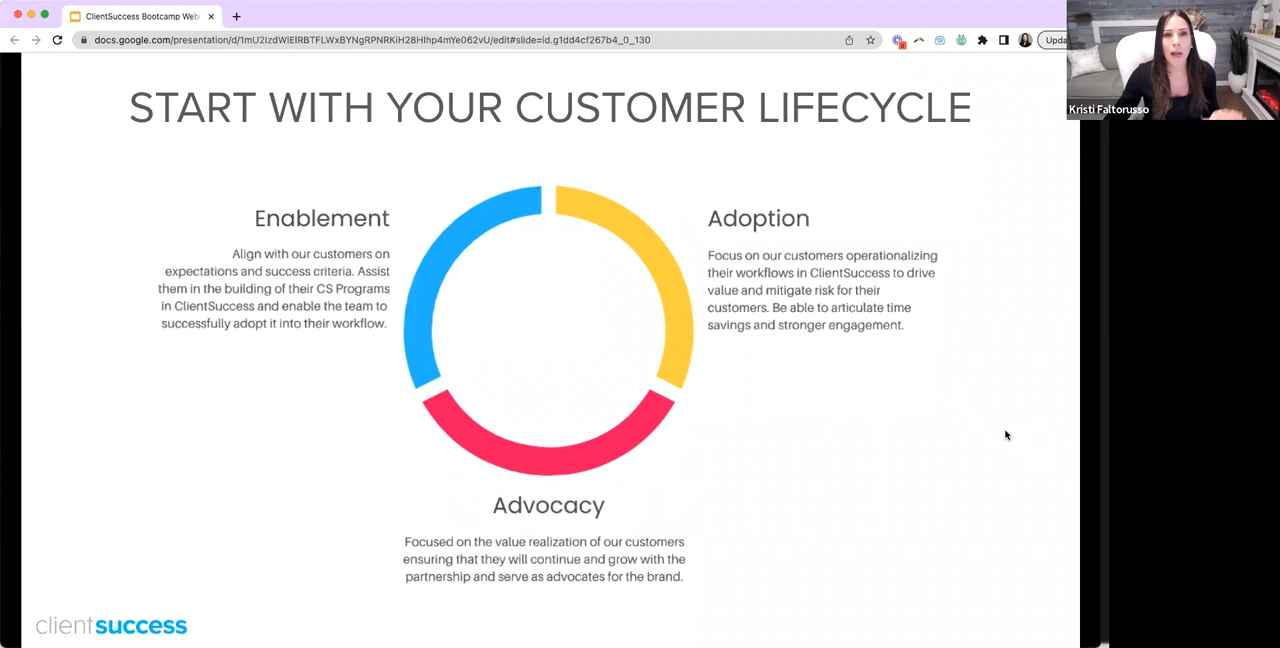 ClientSuccess Bootcamp Web
docs.google.com/presentation/d/1mU2IzdWIEIRBTFLWxBYNgRPNRKiH28HIhp4mYe062vU/edit#slide=id.g1dd4cf267b4_0_130
Upda
Kristi Faltorusso
START WITH YOUR CUSTOMER LIFECYCLE
Enablement
Align with our customers on
expectations and success criteria. Assist
them in the building of their CS Programs
in ClientSuccess and enable the team to
successfully adopt it into their workflow.
Adoption
Focus on our customers operationalizing
their workflows in ClientSuccess to drive
value and mitigate risk for their
customers. Be able to articulate time
savings and stronger engagement.
Advocacy
Focused on the value realization of our customers
ensuring that they will continue and grow with the
partnership and serve as advocates for the brand.
clientsuccess